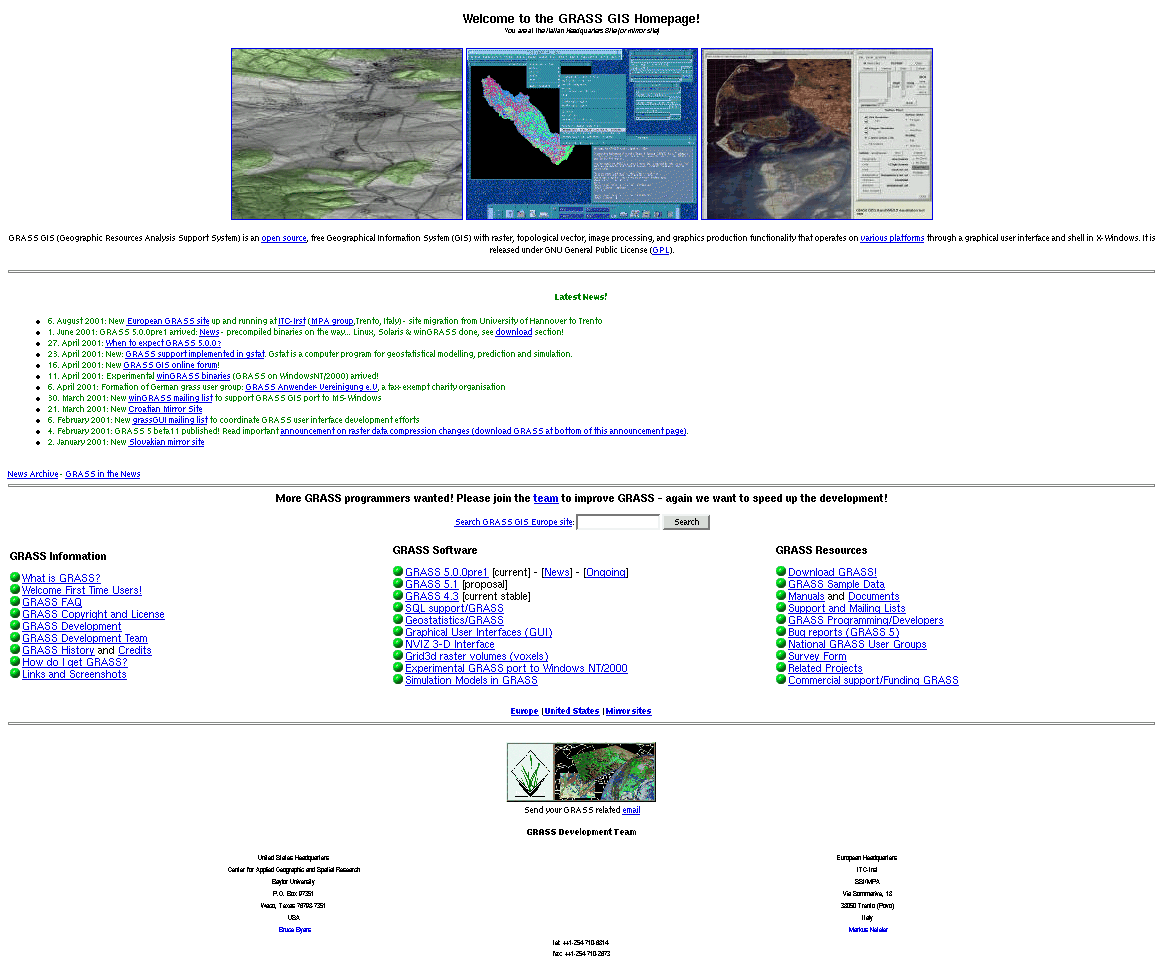 Welcome to the GRASS GIS Homepage!
You are at the Italian Headquarters Site (or mirror site)
GRASS GIS (Geographic Resources Analysis Support System) is an open source, free Geographical Information System (GIS) with raster, topological vector, image processing, and graphics production functionality that operates on various platforms through a graphical user interface and shell in X-Windows. It is
released under GNU General Public License (GPL).
Latest News!
6. August 2001: New European GRASS site up and running at ITC-Irst ( MPA group,Trento, Italy) - site migration from University of Hannover to Trento
1. June 2001: GRASS 5.0.0pre1 arrived: News - precompiled binaries on the way... Linux, Solaris & winGRASS done, see download section!
27. April 2001: When to expect GRASS 5.0.0?
23. April 2001: New: GRASS support implemented in gstat. Gstat is a computer program for geostatistical modelling, prediction and simulation.
16. April 2001: New GRASS GIS online forum!
11. April 2001: Experimental winGRASS binaries (GRASS on WindowsNT/2000) arrived!
6. April 2001: Formation of German grass user group: GRASS Anwender-Vereinigung e.V, a tax-exempt charity organisation
30. March 2001: New winGRASS mailing list to support GRASS GIS port to MS-Windows
21. March 2001: New Croatian Mirror Site
6. February 2001: New grassGUI mailing list to coordinate GRASS user interface development efforts
4. February 2001: GRASS 5 beta11 published! Read important announcement on raster data compression changes (download GRASS at bottom of this announcement page).
2. January 2001: New Slovakian mirror site
News Archive - GRASS in the News
More GRASS programmers wanted! Please join the team to improve GRASS - again we want to speed up the development!
Search GRASS GIS Europe site: Search
GRASS Information
What is GRASS?
Welcome First Time Users!
GRASS FAQ
GRASS Copyright and License
GRASS Development
GRASS Development Team
GRASS History and Credits
How do I get GRASS?
Links and Screenshots
GRASS Software
GRASS 5.0.0pre1 [current] - [News] - [Ongoing]
GRASS 5.1 [proposal]
GRASS 4.3 [current stable]
SQL support/GRASS
Geostatistics/GRASS
Graphical User Interfaces (GUI)
NVIZ 3-D Interface
Grid3d raster volumes (voxels)
Experimental GRASS port to Windows NT/2000
Simulation Models in GRASS
GRASS Resources
Download GRASS!
GRASS Sample Data
Manuals and Documents
Support and Mailing Lists
GRASS Programming/Developers
Bug reports (GRASS 5)
National GRASS User Groups
Survey Form
Related Projects
Commercial support/Funding GRASS
Europe | United States | Mirror sites
Send your GRASS related email
GRASS Development Team
United States Headquarters
Center for Applied Geographic and Spatial Research
Baylor University
P.O. Box 97351
Waco, Texas 76798-7351
USA
Bruce Byars
European Headquarters
ITC-Irst
SSI/MPA
Via Sommarive, 18
38050 Trento (Povo)
Italy
Markus Neteler
tel: ++1-254-710-6814
fax: ++1-254-710-2673